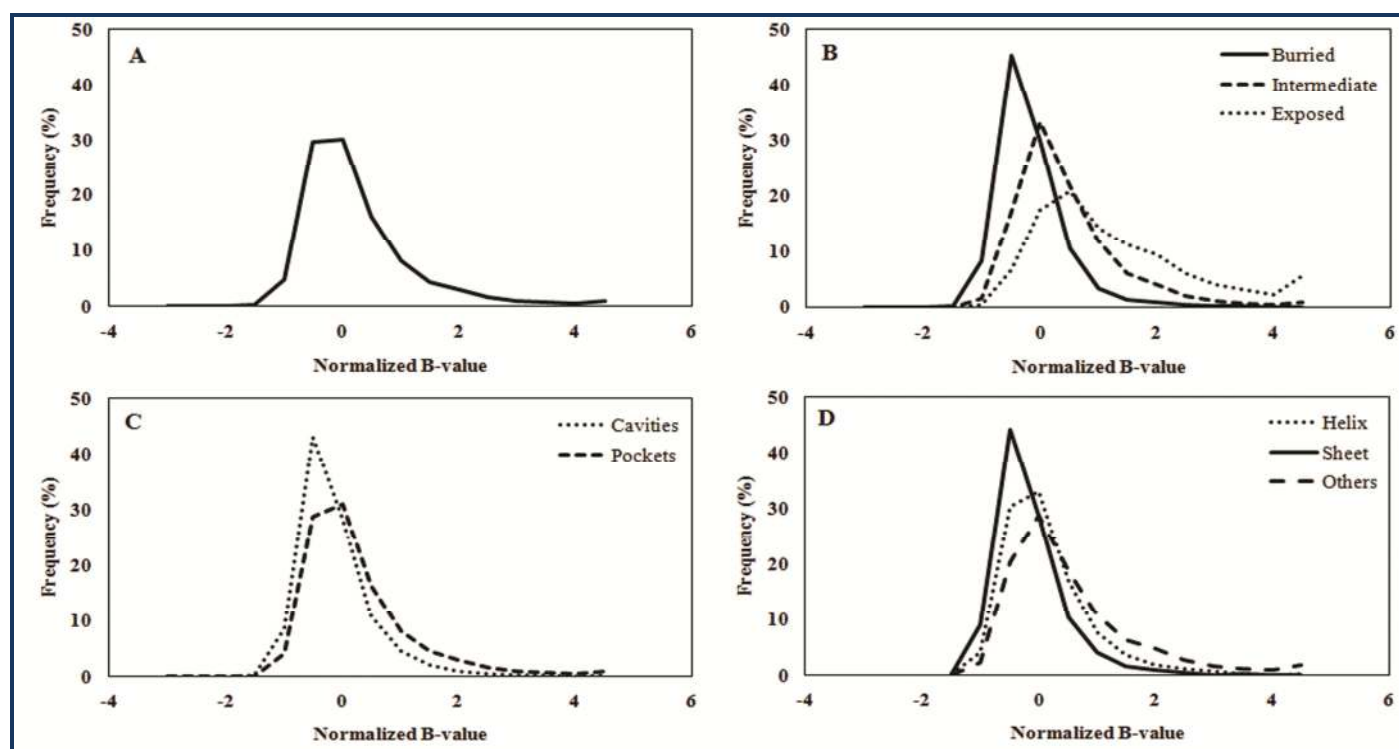 A
50
40
30
20
10
0
Frequency (%)
-4 -2 0 2 4 6
Normalized B-value
B
Burried
Intermediate
Exposed
50
40
30
20
10
0
Frequency (%)
-4 -2 0 2 4 6
Normalized B-value
C
Cavities
Pockets
50
40
30
20
10
0
Frequency (%)
-4 -2 0 2 4 6
Normalized B-value
D
Helix
Sheet
Others
50
40
30
20
10
0
Frequency (%)
-4 -2 0 2 4 6
Normalized B-value